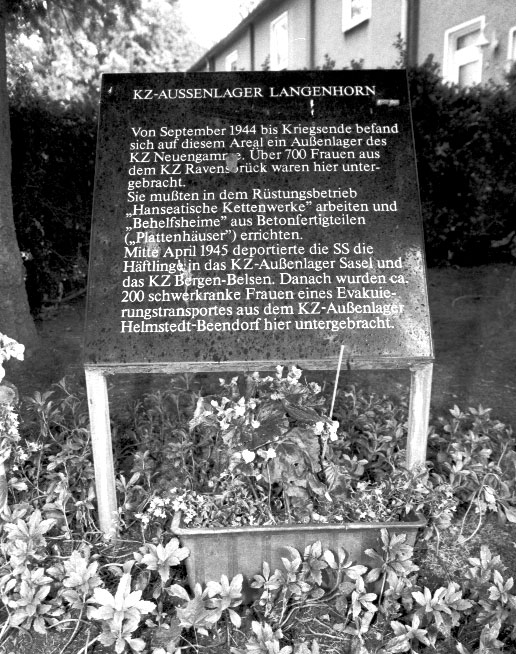 KZ-AUSSENLAGER LANGENHORN
Von September 1944 bis Kriegsende befand
sich auf diesem Areal ein Außenlager des
KZ Neuengamme. Über 700 Frauen aus
dem KZ Ravensbrück waren hier unter-
gebracht.
Sie mußten in dem Rüstungsbetrieb
„Hanseatische Kettenwerke” arbeiten und
„Behelfsheime” aus Betonfertigteilen
(„Plattenhäuser”) errichten.
Mitte April 1945 deportierte die SS die
Häftlinge in das KZ-Außenlager Sasel und
das KZ Bergen-Belsen. Danach wurden ca.
200 schwerkranke Frauen eines Evakuie-
rungstransportes aus dem KZ-Außenlager
Helmstedt-Beendorf hier untergebracht.